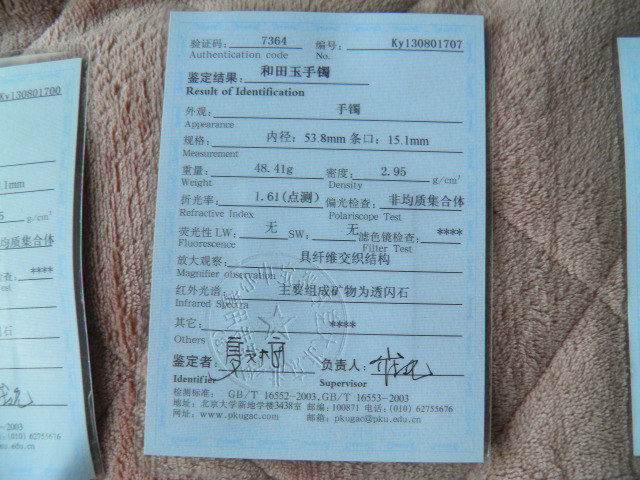 验证码: 7364 编号: Ky130801707
Authentication code No.
鉴定结果: 和田玉手镯
Result of Identification
外观: 手镯
Appearance
规格: 内径: 53.8mm 条口: 15.1mm
Measurement
重量: 48.41g 密度: 2.95 g/cm³
Weight Density
折光率: 1.61(点测) 偏光检查: 非均质集合体
Refractive Index Polariscope Test
荧光性 LW: 无 SW: 无 滤色镜检查: ****
Fluorescence Filter Test
放大观察: 具纤维交织结构
Magnifier observation
红外光谱: 主要组成矿物为透闪石
Infrared Spectra
其它: ****
Others
鉴定者: 负责人:
Identifier Supervisor
检测标准: GB/T 16552-2003,GB/T 16553-2003
地址: 北京大学新地学楼3438室 邮编: 100871 电话: (010) 62755676
网址: www.pkugac.com 邮箱: pkugac@pku.edu.cn
Ky130801700
.1mm
5 g/cm³
均质集合体
检查: ****
est
石
-2003
(010) 62755676
pku.edu.cn